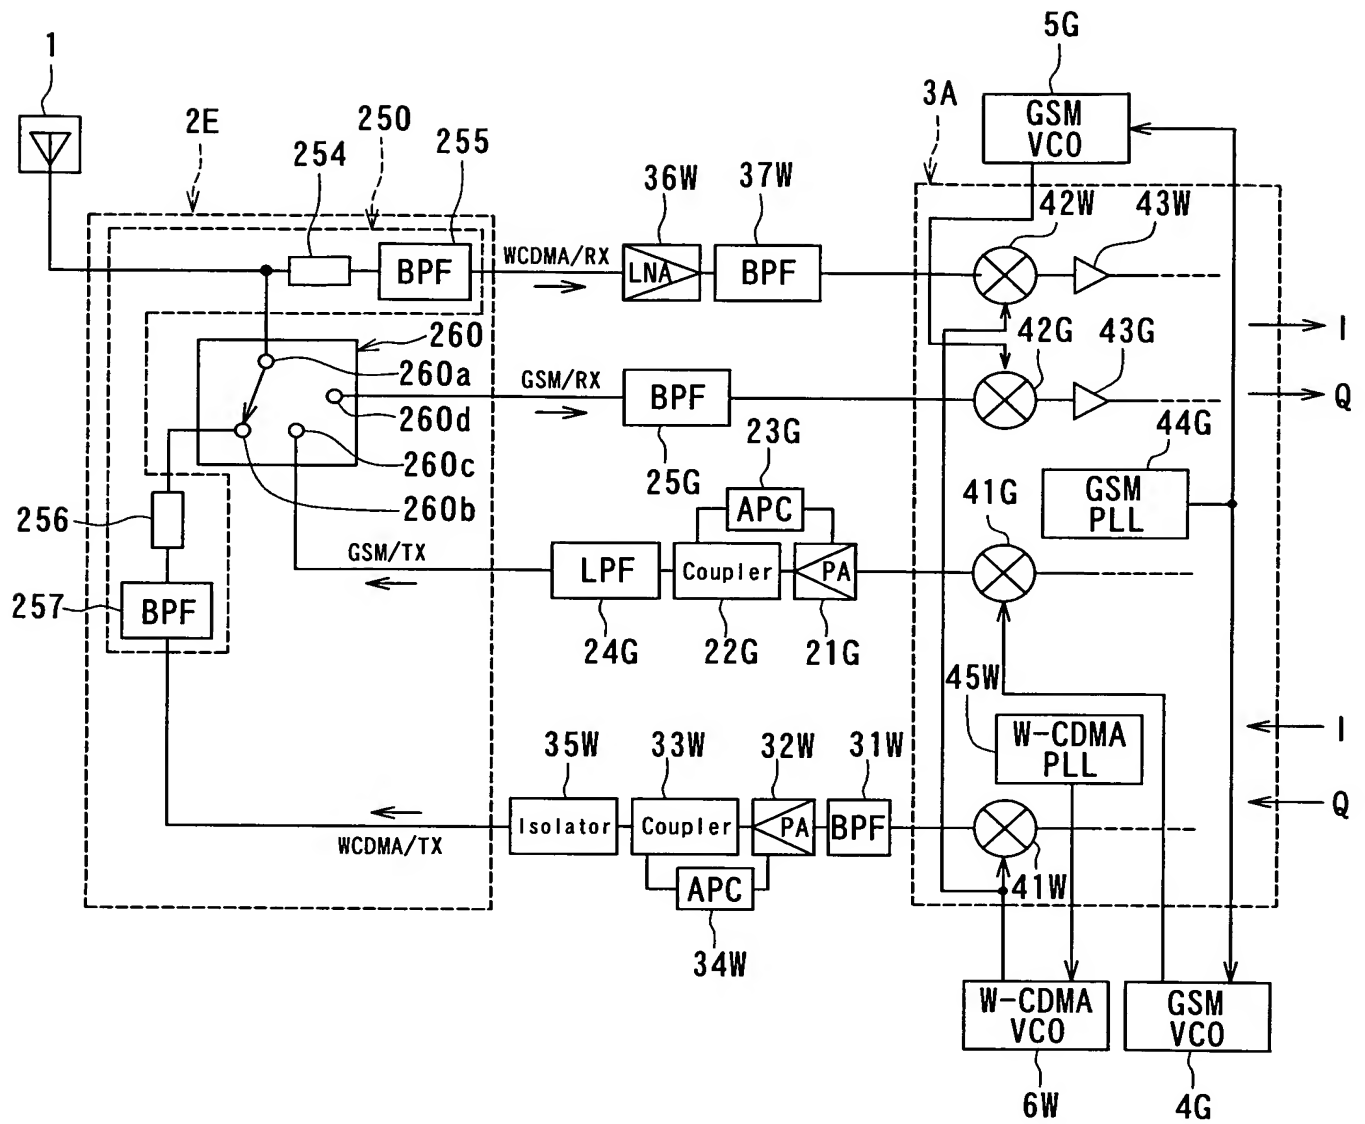 5G
1
3A
GSM
VCO
2E
250
255
254
36W
37W
42W
43W
BPF
WCDMA/RX
LNA
BPF
260
42G
43G
I
260a
GSM/RX
BPF
Q
260d
23G
44G
260c
25G
41G
APC
GSM
PLL
256
260b
GSM/TX
LPF
Coupler
PA
257
BPF
24G
22G
21G
45W
35W
33W
32W
31W
W-CDMA
PLL
I
Isolator
Coupler
PA
BPF
Q
WCDMA/TX
APC
41W
34W
W-CDMA
VCO
GSM
VCO
6W
4G